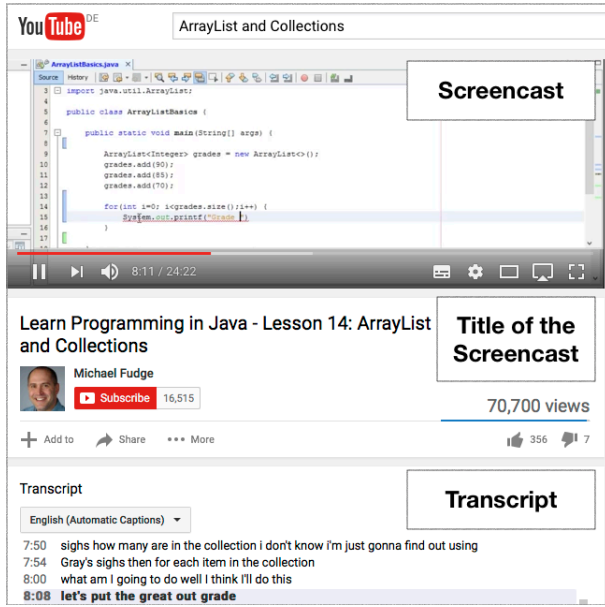 YouTube DE
ArrayList and Collections
ArrayListBasics.java
Source History
Screencast
3 import java.util.ArrayList;
4
5 public class ArrayListBasics {
6
7 public static void main(String[] args) {
8
9 ArrayList<Integer> grades = new ArrayList<>();
10 grades.add(90);
11 grades.add(85);
12 grades.add(70);
13
14 for(int i=0; i<grades.size();i++) {
15 System.out.printf("Grade ")
16 }
17
8:11 / 24:22
Learn Programming in Java - Lesson 14: ArrayList
and Collections
Title of the
Screencast
Michael Fudge
Subscribe 16,515
70,700 views
Add to Share More
356 7
Transcript
Transcript
English (Automatic Captions)
7:50 sighs how many are in the collection i don't know i'm just gonna find out using
7:54 Gray's sighs then for each item in the collection
8:00 what am I going to do well I think I'll do this
8:08 let's put the great out grade